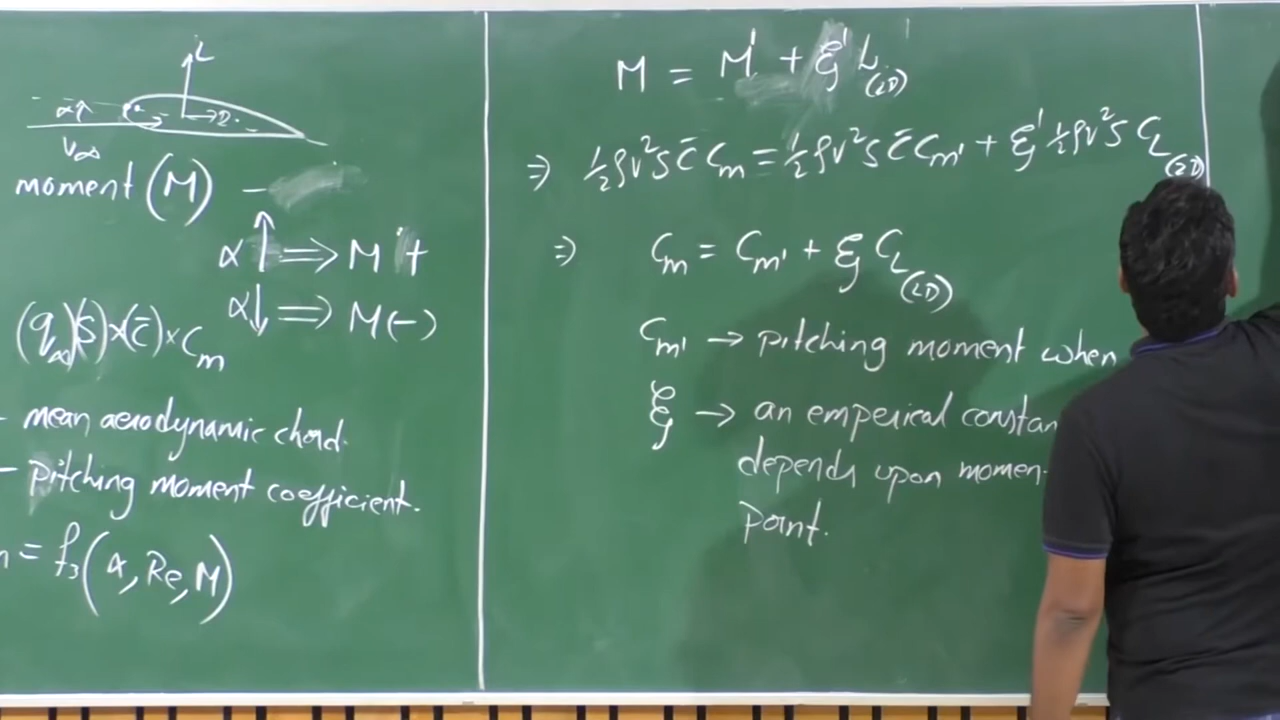 L
α↑
V∞
moment (M) –
α↑ ⟹ M +
α↓ ⟹ M(-)
(q∞)(S)×(c̄)×Cm
- mean aerodynamic chord.
- pitching moment coefficient.
= f₃(α, Re, M)
M = M' + ξ' L(2D)
⇒ ½ρv²S c̄ Cm = ½ρv²S c̄ Cm' + ξ' ½ρv²S CL(2D)
⇒ Cm = Cm' + ξ CL(2D)
Cm' → pitching moment when
ξ → an emperical constan
depends upon momen
point.